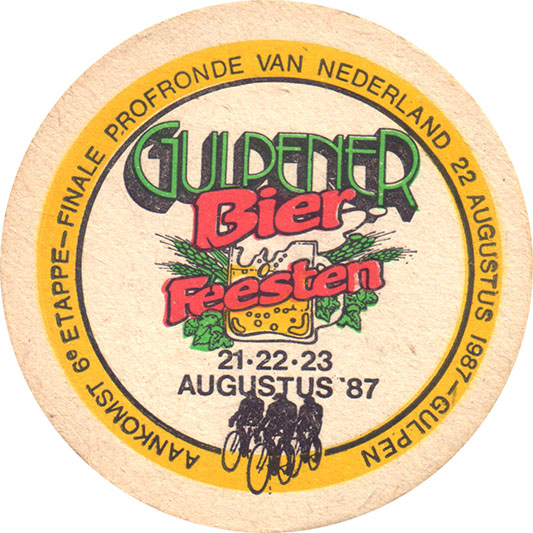 AANKOMST 6e ETAPPE–FINALE PROFRONDE VAN NEDERLAND 22 AUGUSTUS 1987–GULPEN
GULPENER
Bier
Feesten
21·22·23
AUGUSTUS '87